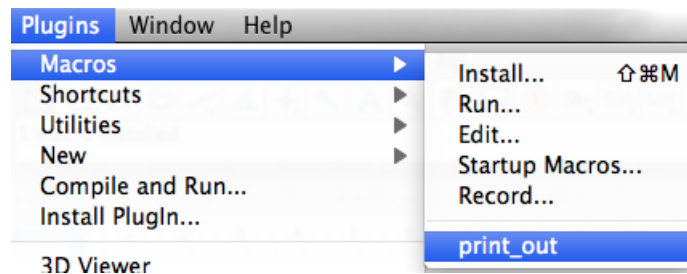 Plugins Window Help
Macros
Shortcuts
Utilities
New
Compile and Run...
Install PlugIn...
3D Viewer
Install... ⇧⌘M
Run...
Edit...
Startup Macros...
Record...
print_out